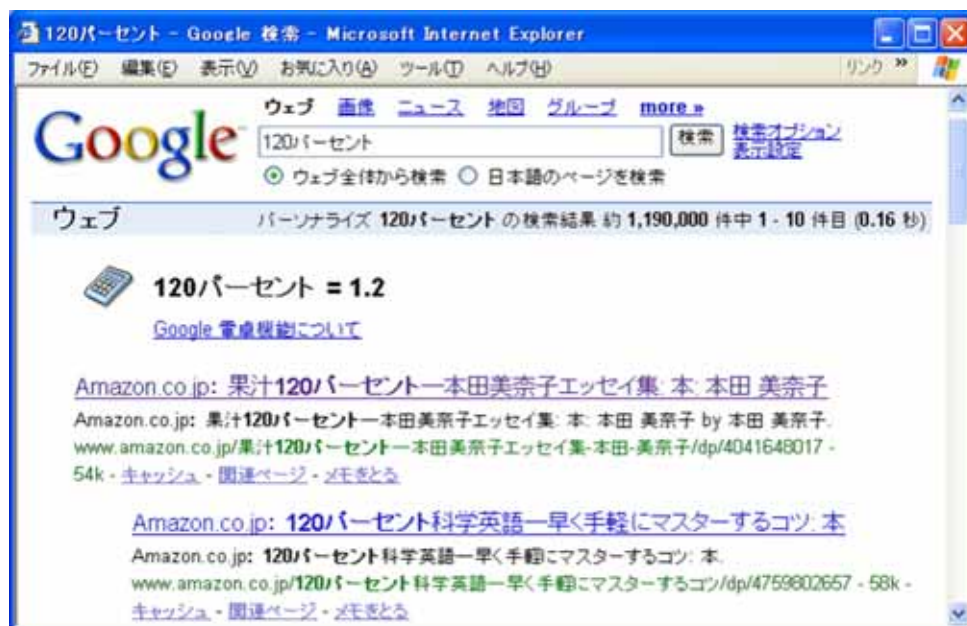 120パーセント - Google 検索 - Microsoft Internet Explorer
ファイル(F) 編集(E) 表示(V) お気に入り(A) ツール(T) ヘルプ(H) リンク »
Google ウェブ 画像 ニュース 地図 グループ more »
120パーセント 検索 検索オプション
表示設定
ウェブ全体から検索 日本語のページを検索
ウェブ パーソナライズ 120パーセント の検索結果 約 1,190,000 件中 1 - 10 件目 (0.16 秒)
120パーセント = 1.2
Google 電卓機能について
Amazon.co.jp: 果汁120パーセント―本田美奈子エッセイ集: 本: 本田 美奈子
Amazon.co.jp: 果汁120パーセント―本田美奈子エッセイ集: 本: 本田 美奈子 by 本田 美奈子.
www.amazon.co.jp/果汁120パーセント―本田美奈子エッセイ集-本田-美奈子/dp/4041648017 -
54k - キャッシュ - 関連ページ - メモをとる
Amazon.co.jp: 120パーセント科学英語―早く手軽にマスターするコツ: 本
Amazon.co.jp: 120パーセント科学英語―早く手軽にマスターするコツ: 本.
www.amazon.co.jp/120パーセント科学英語―早く手軽にマスターするコツ/dp/4759802657 - 58k -
キャッシュ - 関連ページ - メモをとる